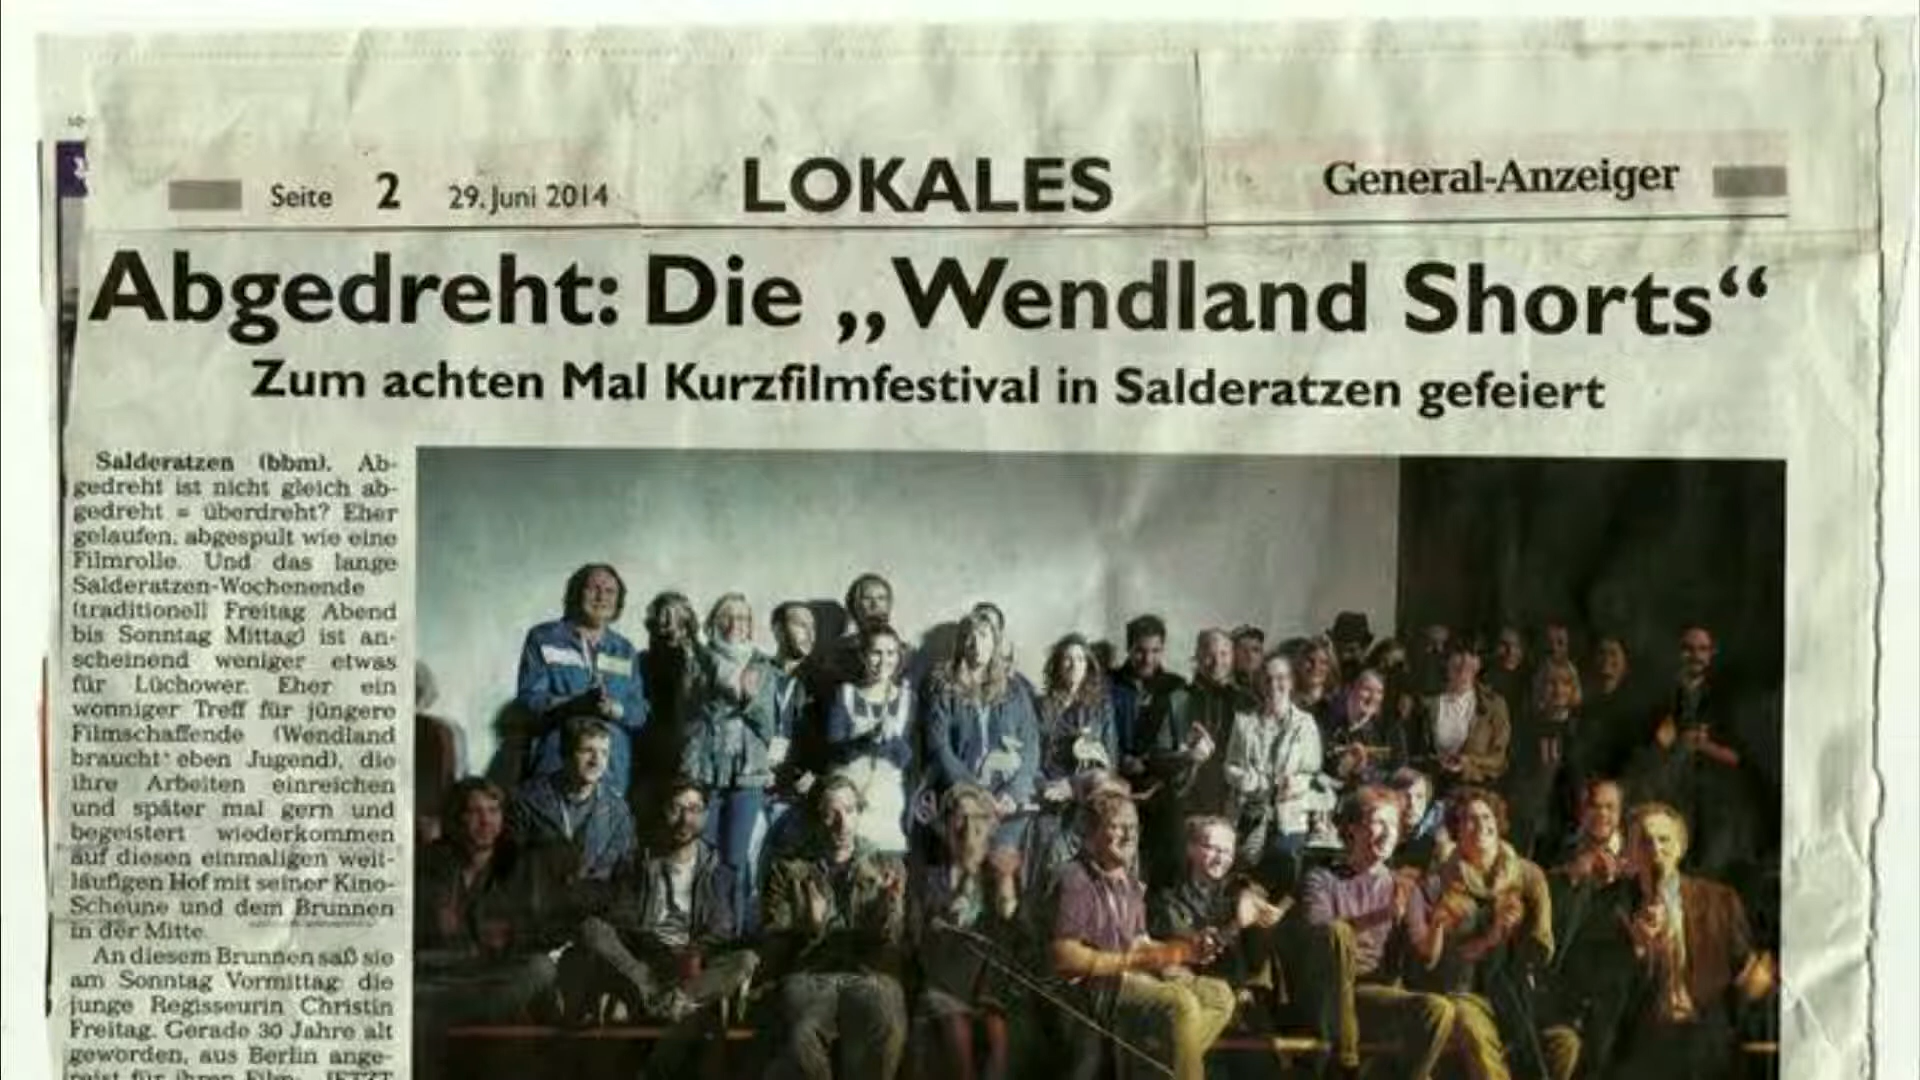 Seite 2 29. Juni 2014 LOKALES General-Anzeiger
Abgedreht: Die „Wendland Shorts“
Zum achten Mal Kurzfilmfestival in Salderatzen gefeiert
Salderatzen (bbm). Ab-
gedreht ist nicht gleich ab-
gedreht = überdreht? Eher
gelaufen, abgespult wie eine
Filmrolle. Und das lange
Salderatzen-Wochenende
(traditionell Freitag Abend
bis Sonntag Mittag) ist an-
scheinend weniger etwas
für Lüchower. Eher ein
wonniger Treff für jüngere
Filmschaffende (Wendland
braucht eben Jugend), die
ihre Arbeiten einreichen
und später mal gern und
begeistert wiederkommen
auf diesen einmaligen weit-
läufigen Hof mit seiner Kino-
Scheune und dem Brunnen
in der Mitte.
An diesem Brunnen saß sie
am Sonntag Vormittag: die
junge Regisseurin Christin
Freitag. Gerade 30 Jahre alt
geworden, aus Berlin ange-
reist für ihren Film „JETZT